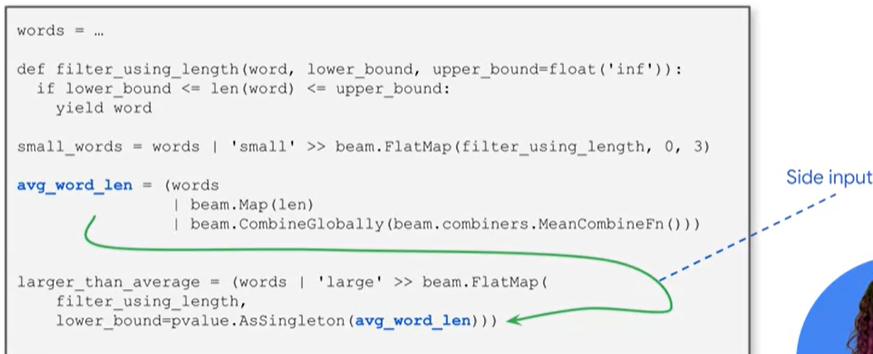 words = …
def filter_using_length(word, lower_bound, upper_bound=float('inf')):
if lower_bound <= len(word) <= upper_bound:
yield word
small_words = words | 'small' >> beam.FlatMap(filter_using_length, 0, 3)
avg_word_len = (words
| beam.Map(len)
| beam.CombineGlobally(beam.combiners.MeanCombineFn()))
Side input
larger_than_average = (words | 'large' >> beam.FlatMap(
filter_using_length,
lower_bound=pvalue.AsSingleton(avg_word_len)))